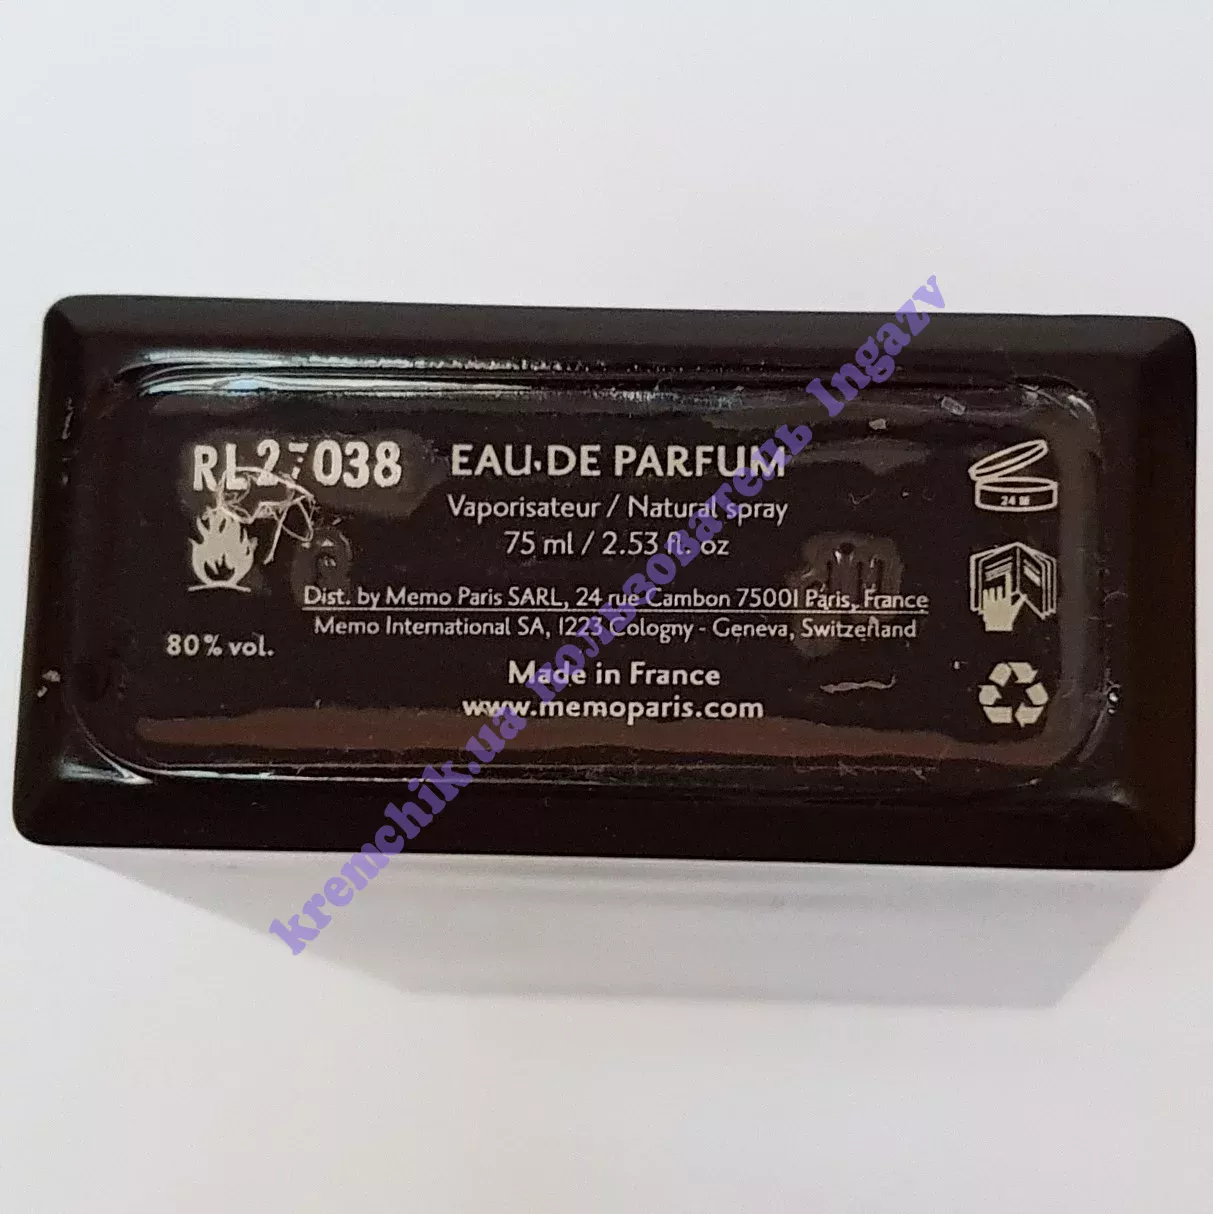 RL27038
EAU·DE PARFUM
Vaporisateur / Natural spray
75 ml / 2.53 fl. oz
Dist. by Memo Paris SARL, 24 rue Cambon 75001 Paris, France
Memo International SA, 1223 Cologny - Geneva, Switzerland
80% vol.
Made in France
www.memoparis.com
24 M
kremchik.ua пользователь Ingazv